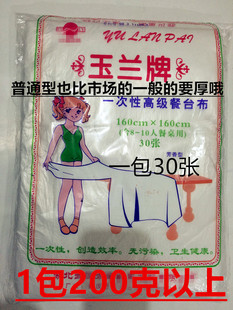 YU LAN PAI
玉兰牌
普通型也比市场的一般的要厚哦
一次性高级餐台布
160cm×160cm
30张
一包30张
一次性,创造效率。无污染,卫生健康。
1包200克以上